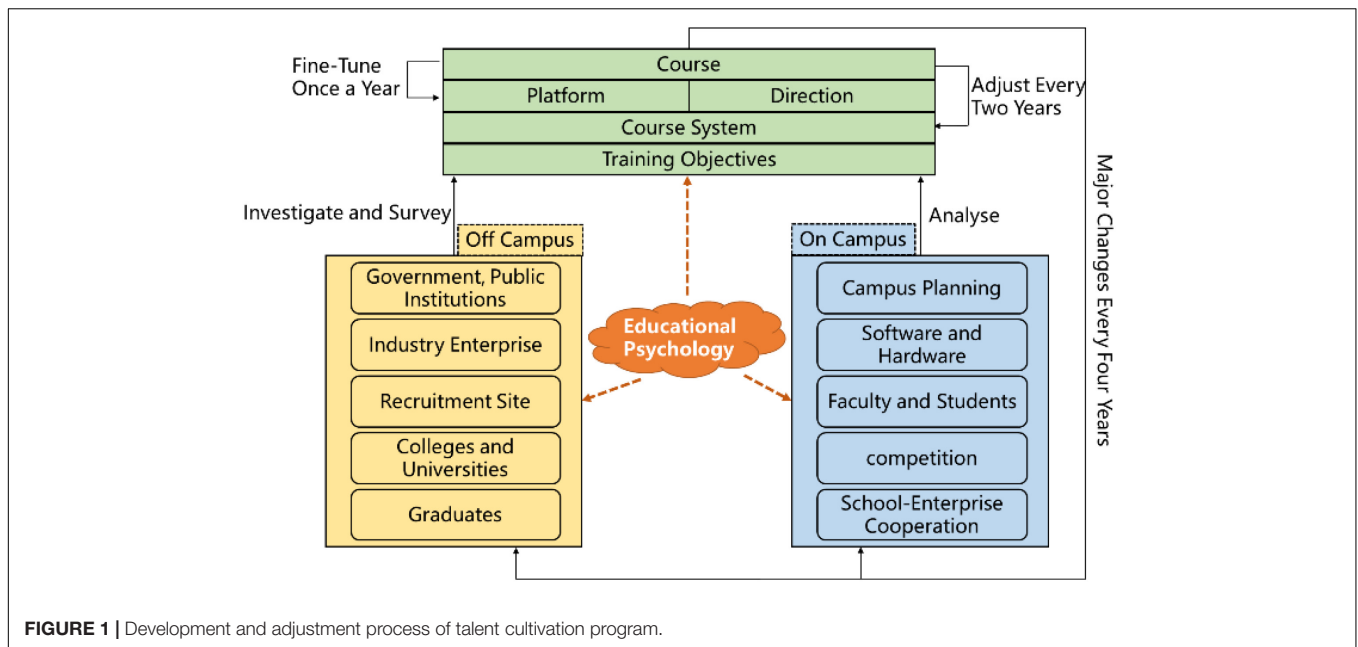 Course
Fine-Tune
Once a Year
Platform
Direction
Adjust Every
Two Years
Course System
Training Objectives
Major Changes Every Four Years
Investigate and Survey
Analyse
Off Campus
On Campus
Government, Public
Institutions
Industry Enterprise
Recruitment Site
Colleges and
Universities
Graduates
Educational
Psychology
Campus Planning
Software and
Hardware
Faculty and Students
competition
School-Enterprise
Cooperation
FIGURE 1 | Development and adjustment process of talent cultivation program.